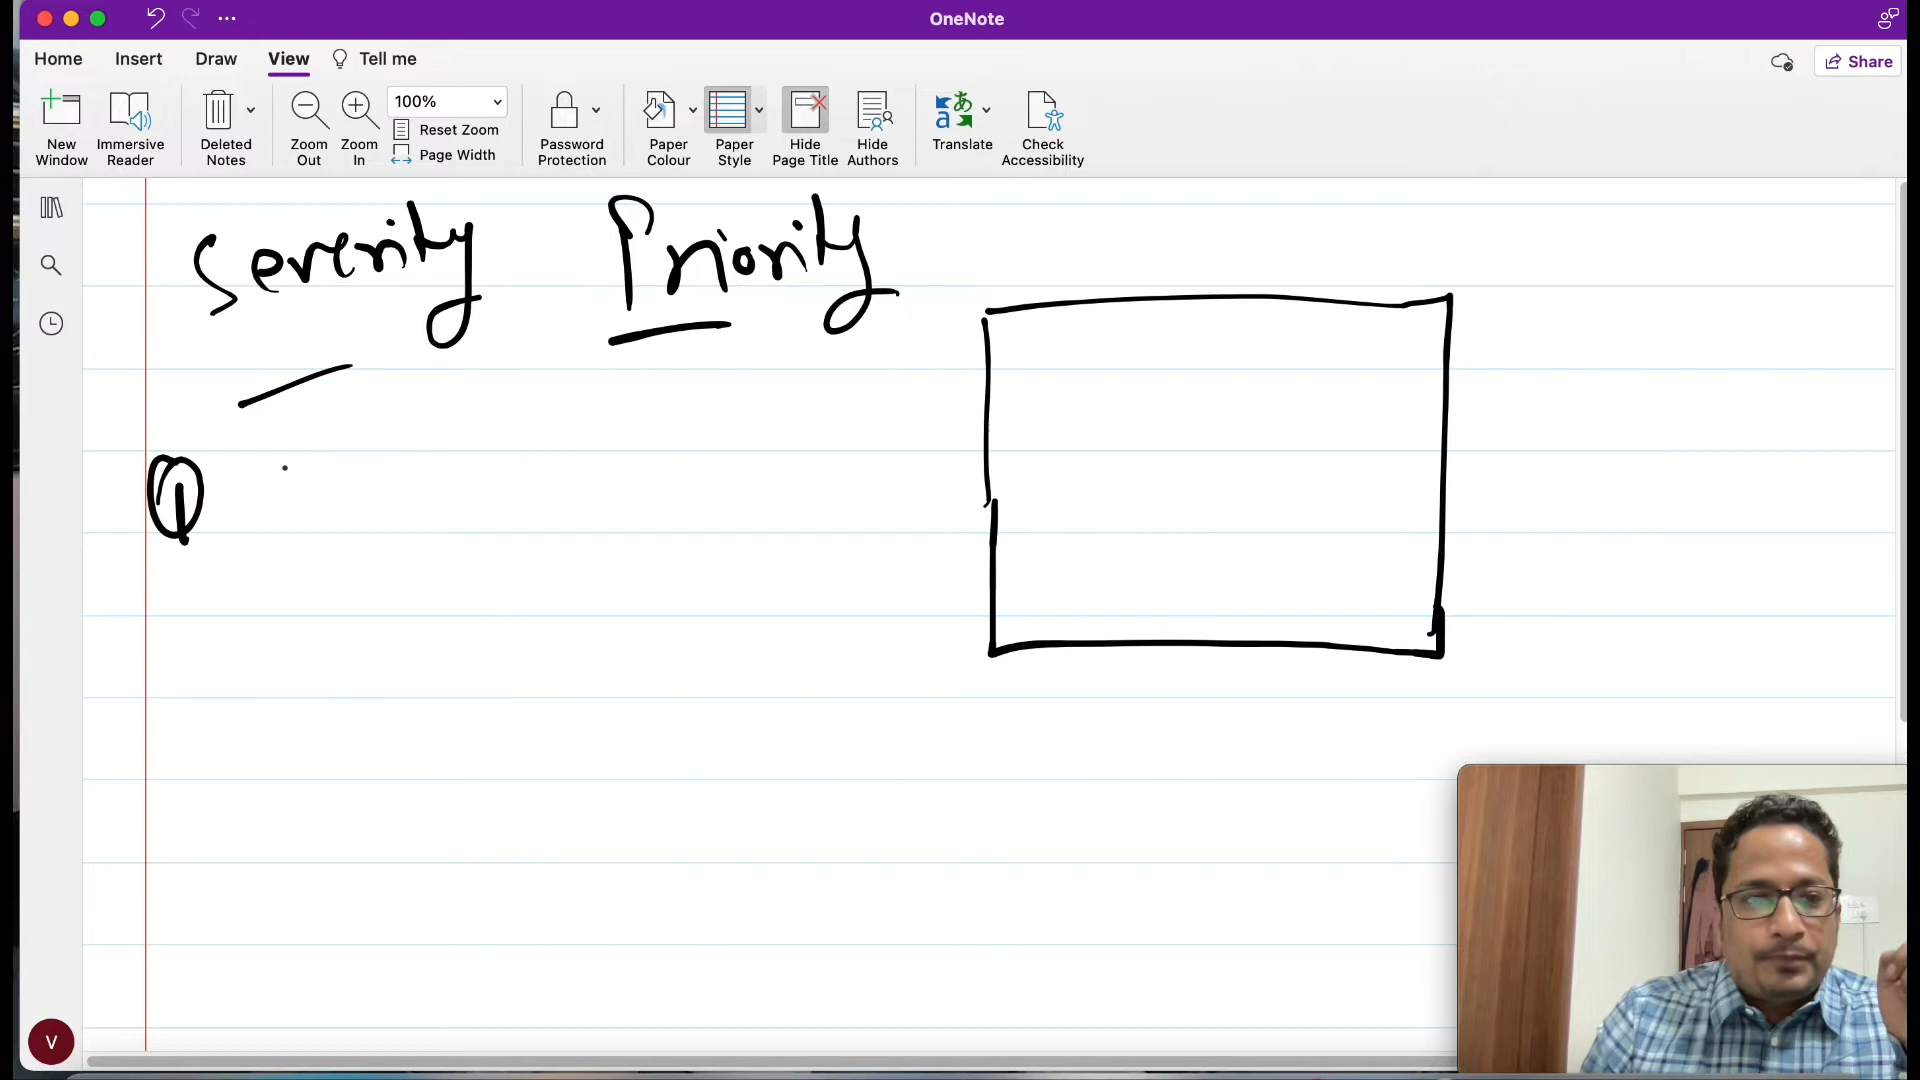 OneNote
Home Insert Draw View Tell me
Share
New Window
Immersive Reader
Deleted Notes
Zoom Out
Zoom In
100%
Reset Zoom
Page Width
Password Protection
Paper Colour
Paper Style
Hide Page Title
Hide Authors
Translate
Check Accessibility
Severity Priority
1
V